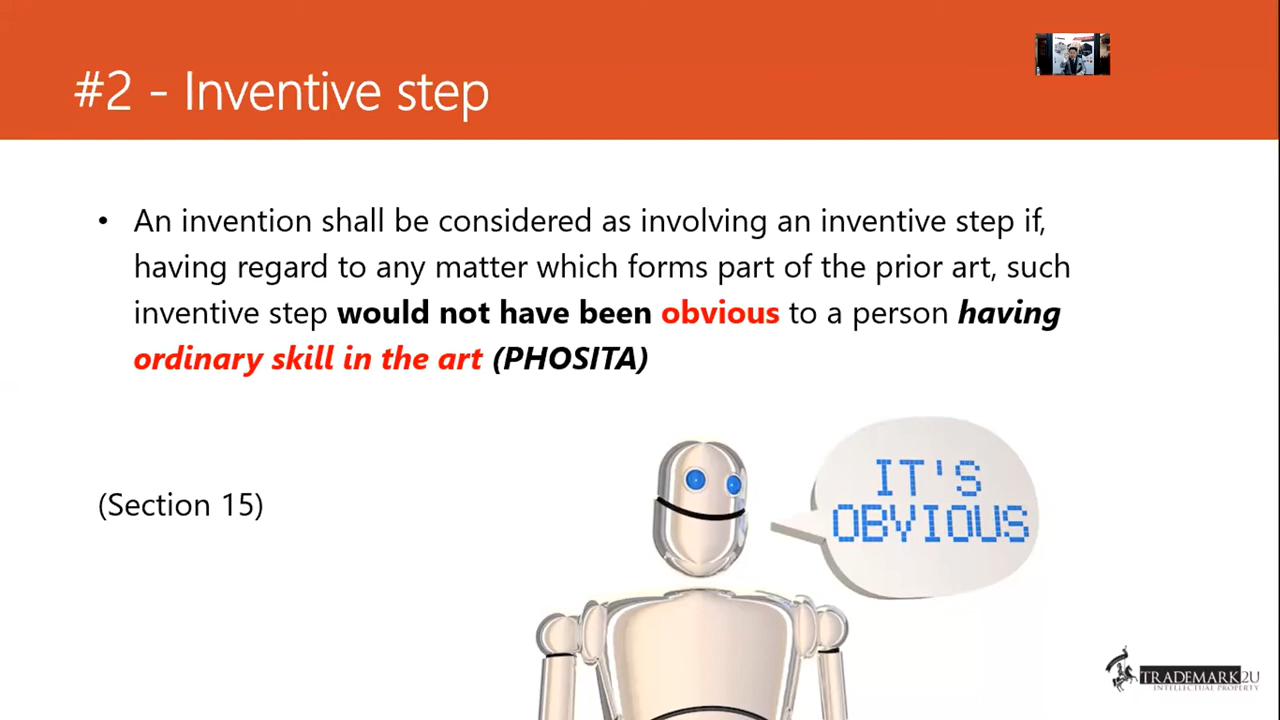 #2 - Inventive step
• An invention shall be considered as involving an inventive step if,
having regard to any matter which forms part of the prior art, such
inventive step would not have been obvious to a person having
ordinary skill in the art (PHOSITA)
(Section 15)
IT'S
OBVIOUS
TRADEMARK2U
INTELLECTUAL PROPERTY